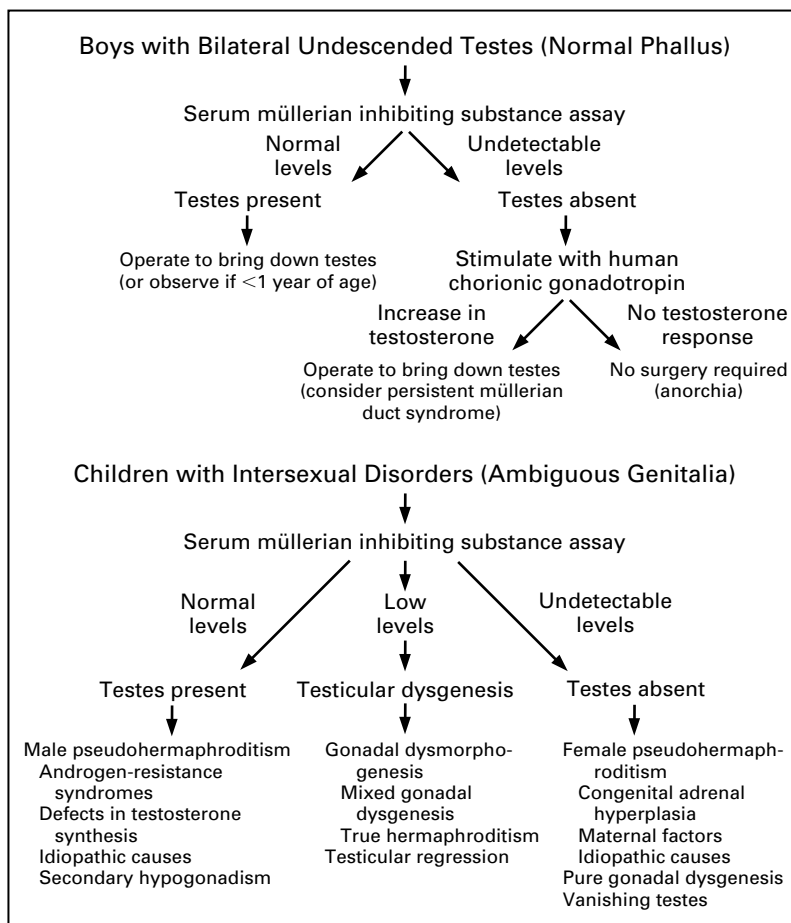 Boys with Bilateral Undescended Testes (Normal Phallus)
Serum müllerian inhibiting substance assay
Normal
levels
Undetectable
levels
Testes present
Testes absent
Operate to bring down testes
(or observe if <1 year of age)
Stimulate with human
chorionic gonadotropin
Increase in
testosterone
No testosterone
response
Operate to bring down testes
(consider persistent müllerian
duct syndrome)
No surgery required
(anorchia)
Children with Intersexual Disorders (Ambiguous Genitalia)
Serum müllerian inhibiting substance assay
Normal
levels
Low
levels
Undetectable
levels
Testes present
Testicular dysgenesis
Testes absent
Male pseudohermaphroditism
Androgen-resistance
syndromes
Defects in testosterone
synthesis
Idiopathic causes
Secondary hypogonadism
Gonadal dysmorpho-
genesis
Mixed gonadal
dysgenesis
True hermaphroditism
Testicular regression
Female pseudohermaph-
roditism
Congenital adrenal
hyperplasia
Maternal factors
Idiopathic causes
Pure gonadal dysgenesis
Vanishing testes